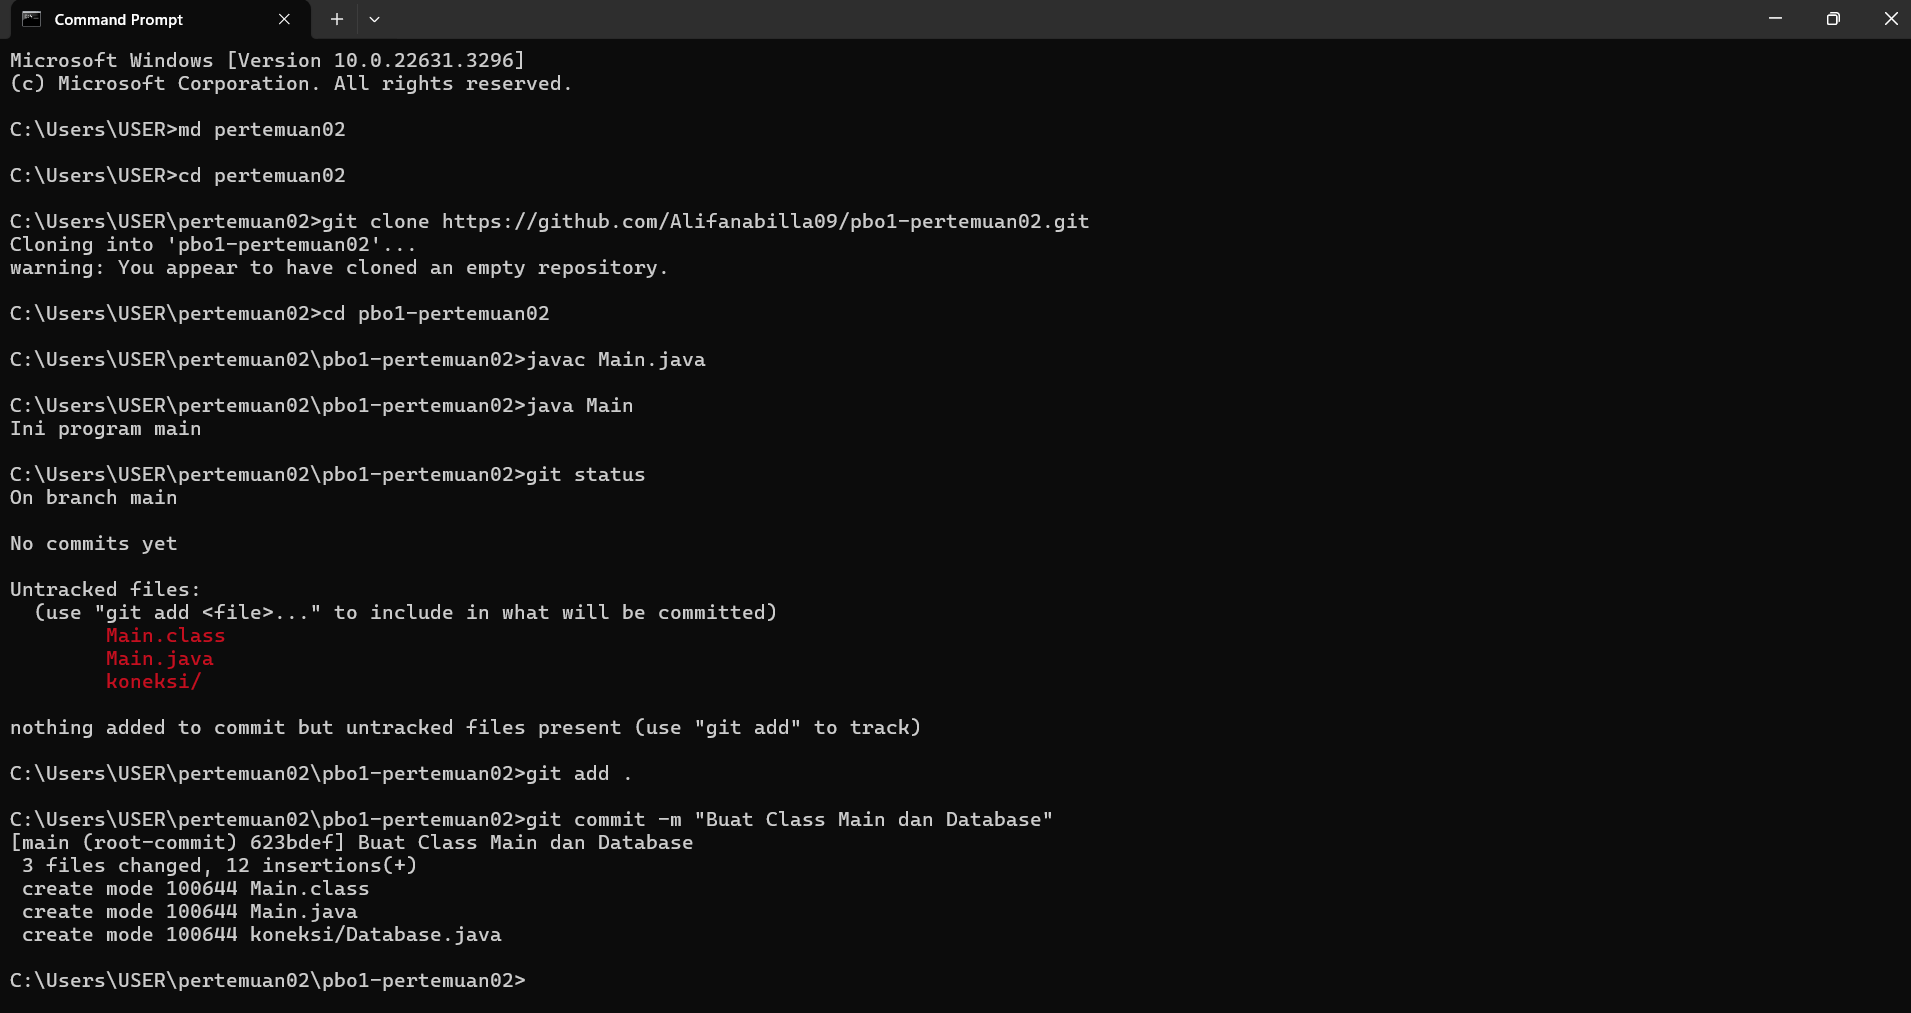 Command Prompt
Microsoft Windows [Version 10.0.22631.3296]
(c) Microsoft Corporation. All rights reserved.
C:\Users\USER>md pertemuan02
C:\Users\USER>cd pertemuan02
C:\Users\USER\pertemuan02>git clone https://github.com/Alifanabilla09/pbo1-pertemuan02.git
Cloning into 'pbo1-pertemuan02'...
warning: You appear to have cloned an empty repository.
C:\Users\USER\pertemuan02>cd pbo1-pertemuan02
C:\Users\USER\pertemuan02\pbo1-pertemuan02>javac Main.java
C:\Users\USER\pertemuan02\pbo1-pertemuan02>java Main
Ini program main
C:\Users\USER\pertemuan02\pbo1-pertemuan02>git status
On branch main
No commits yet
Untracked files:
  (use "git add <file>..." to include in what will be committed)
        Main.class
        Main.java
        koneksi/
nothing added to commit but untracked files present (use "git add" to track)
C:\Users\USER\pertemuan02\pbo1-pertemuan02>git add .
C:\Users\USER\pertemuan02\pbo1-pertemuan02>git commit -m "Buat Class Main dan Database"
[main (root-commit) 623bdef] Buat Class Main dan Database
 3 files changed, 12 insertions(+)
 create mode 100644 Main.class
 create mode 100644 Main.java
 create mode 100644 koneksi/Database.java
C:\Users\USER\pertemuan02\pbo1-pertemuan02>